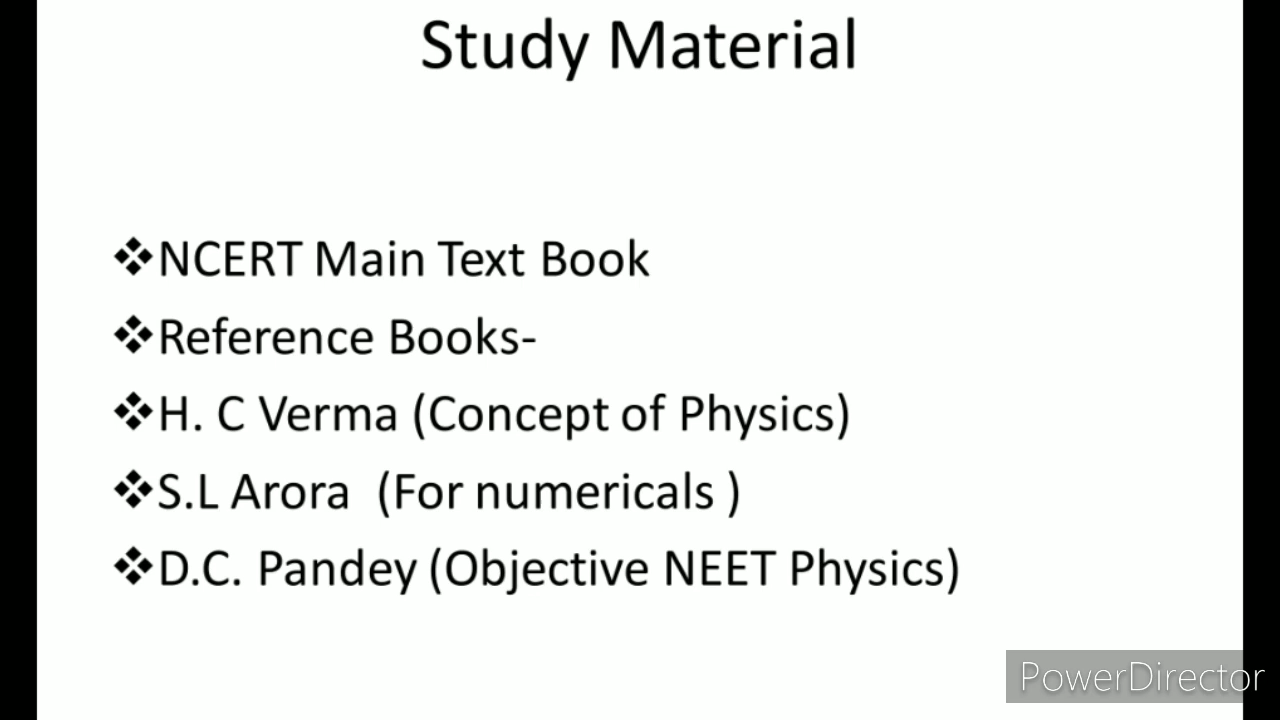 Study Material
❖NCERT Main Text Book
❖Reference Books-
❖H. C Verma (Concept of Physics)
❖S.L Arora  (For numericals )
❖D.C. Pandey (Objective NEET Physics)
PowerDirector